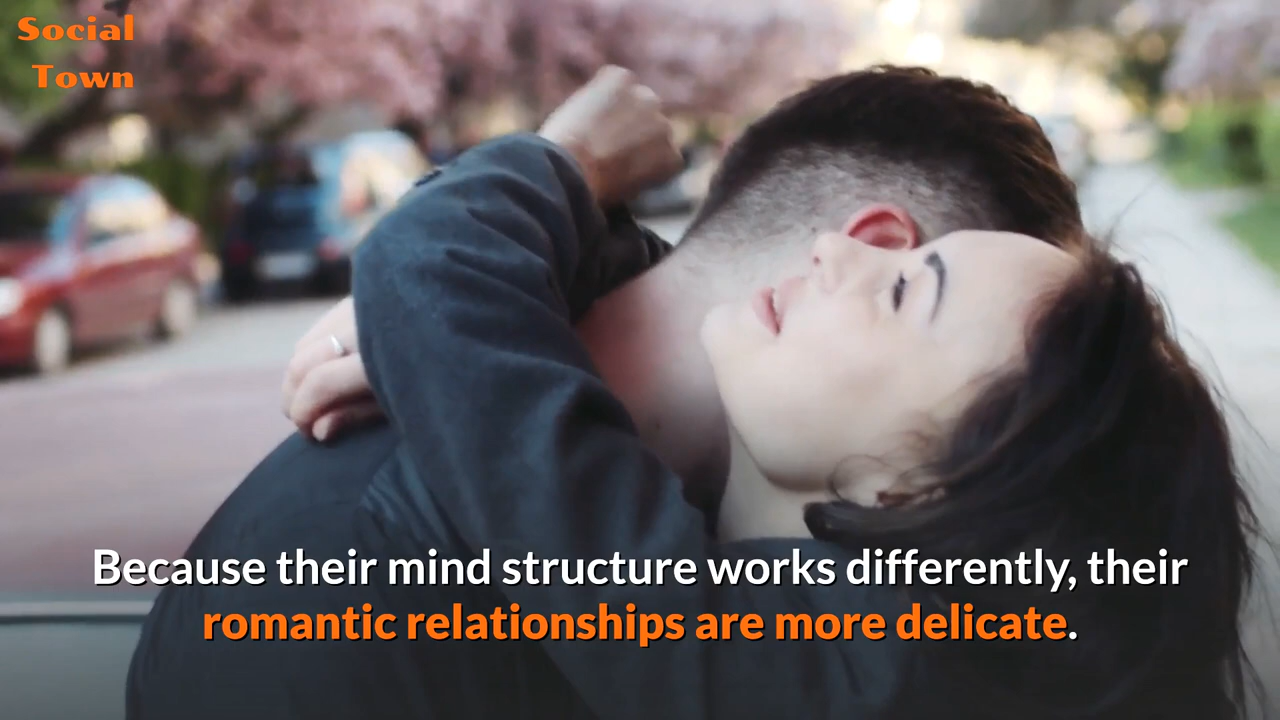 Social
Town
Because their mind structure works differently, their
romantic relationships are more delicate.